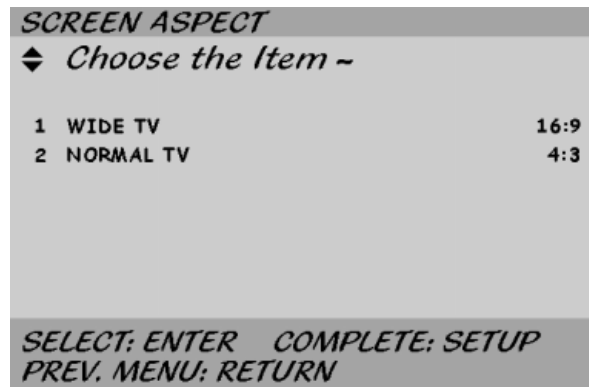 SCREEN ASPECT
Choose the Item ~
1 WIDE TV 16:9
2 NORMAL TV 4:3
SELECT: ENTER COMPLETE: SETUP
PREV. MENU: RETURN